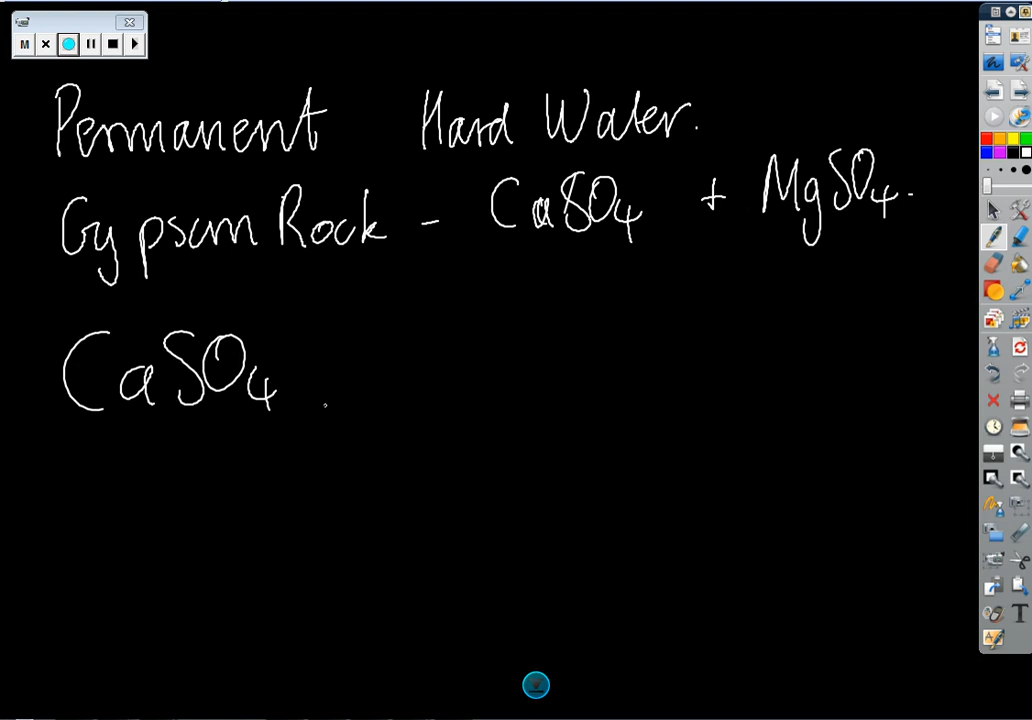 Permanent Hard Water.
Gypsum Rock - CaSO4 + MgSO4.
CaSO4
M
T